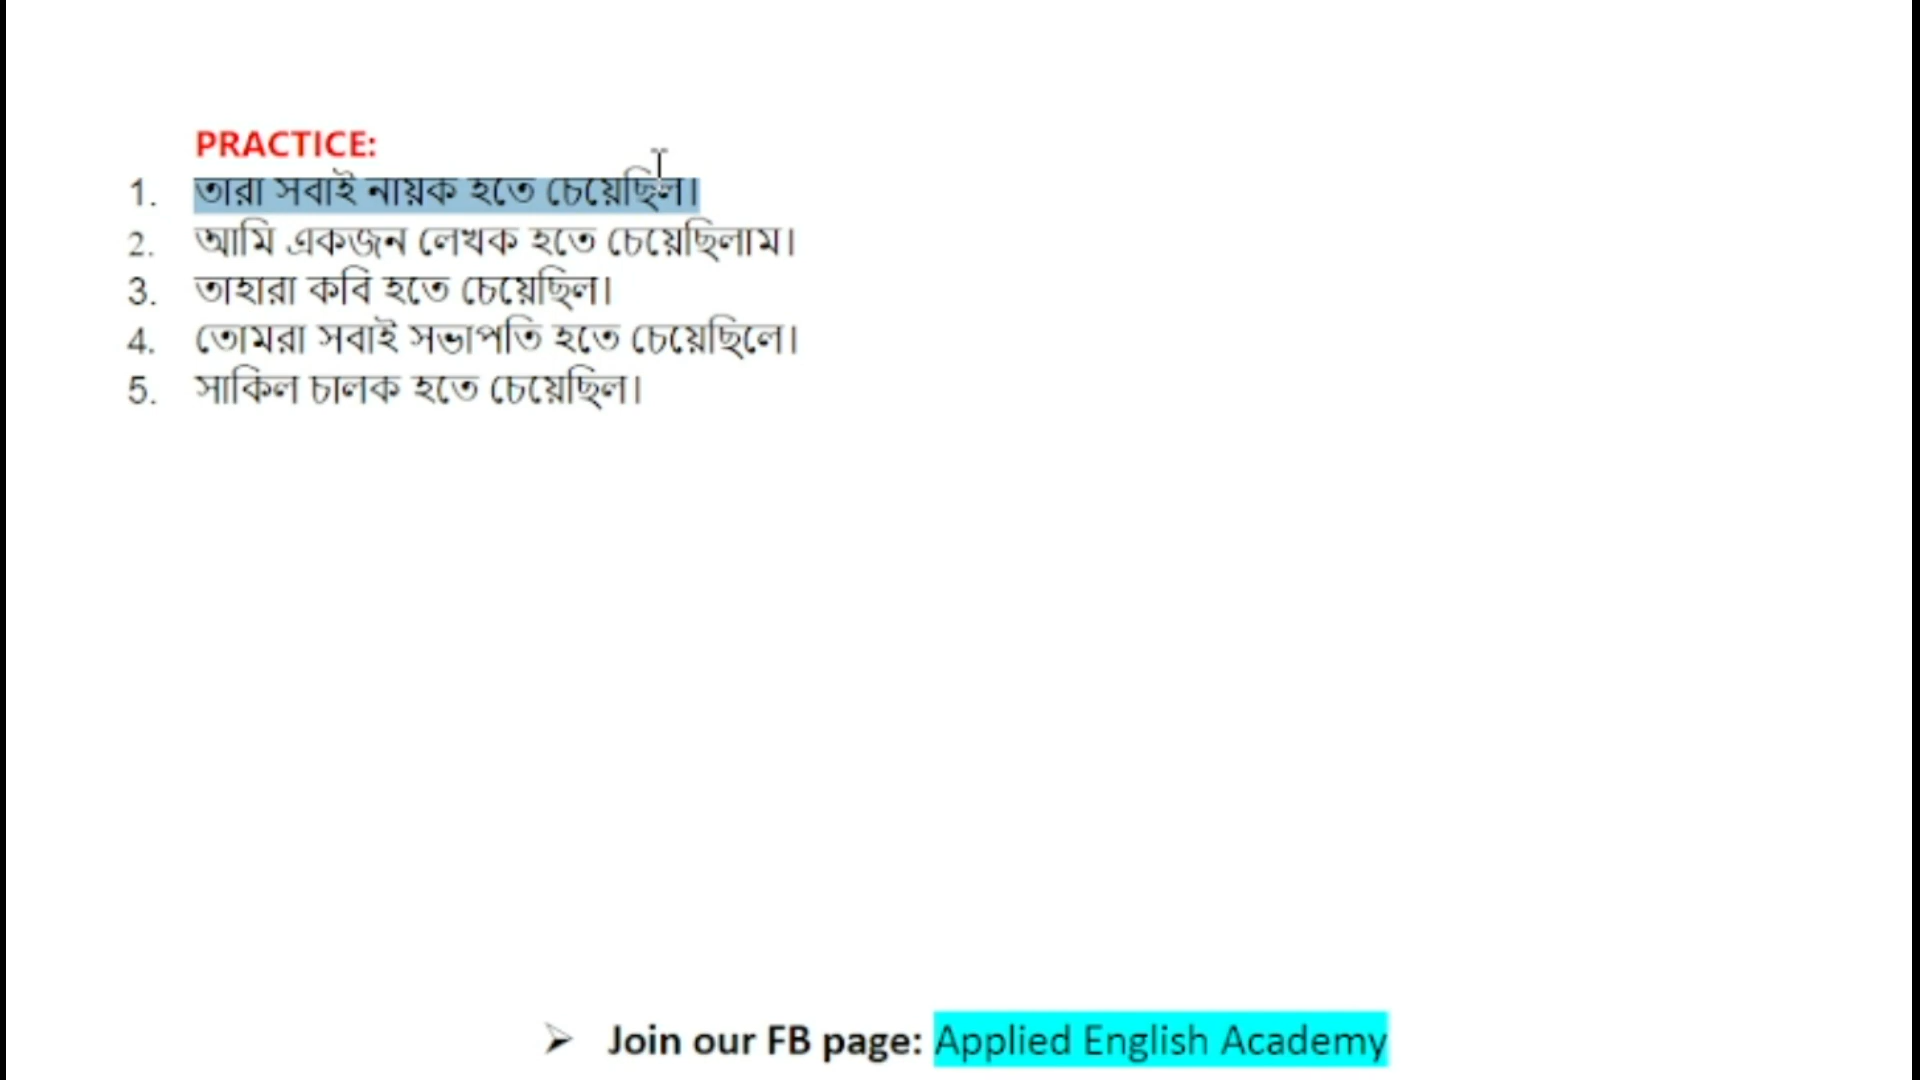 PRACTICE:
1. তারা সবাই নায়ক হতে চেয়েছিল।
2. আমি একজন লেখক হতে চেয়েছিলাম।
3. তাহারা কবি হতে চেয়েছিল।
4. তোমরা সবাই সভাপতি হতে চেয়েছিলে।
5. সাকিল চালক হতে চেয়েছিল।
➢ Join our FB page: Applied English Academy